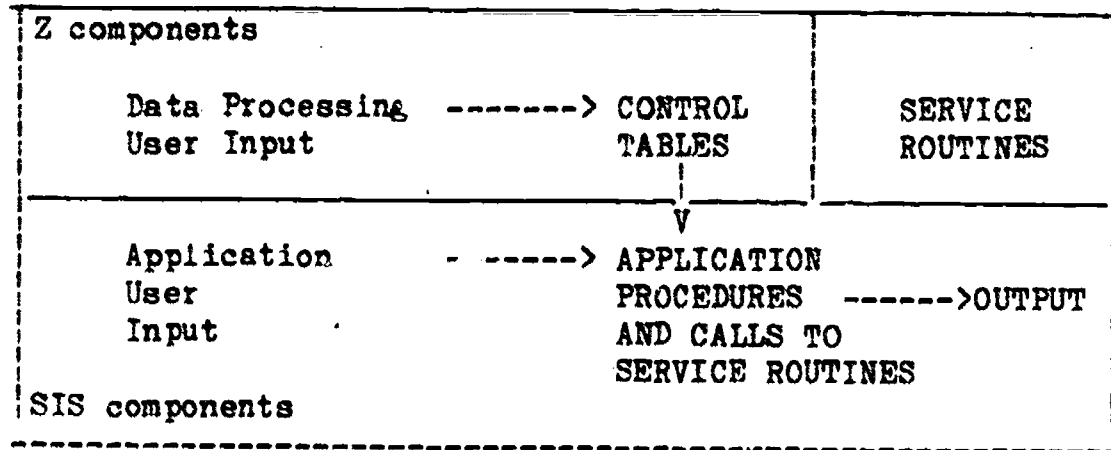 Z components
Data Processing -------> CONTROL SERVICE
User Input TABLES ROUTINES
V
Application - -----> APPLICATION
User PROCEDURES ------>OUTPUT
Input AND CALLS TO
SERVICE ROUTINES
SIS components